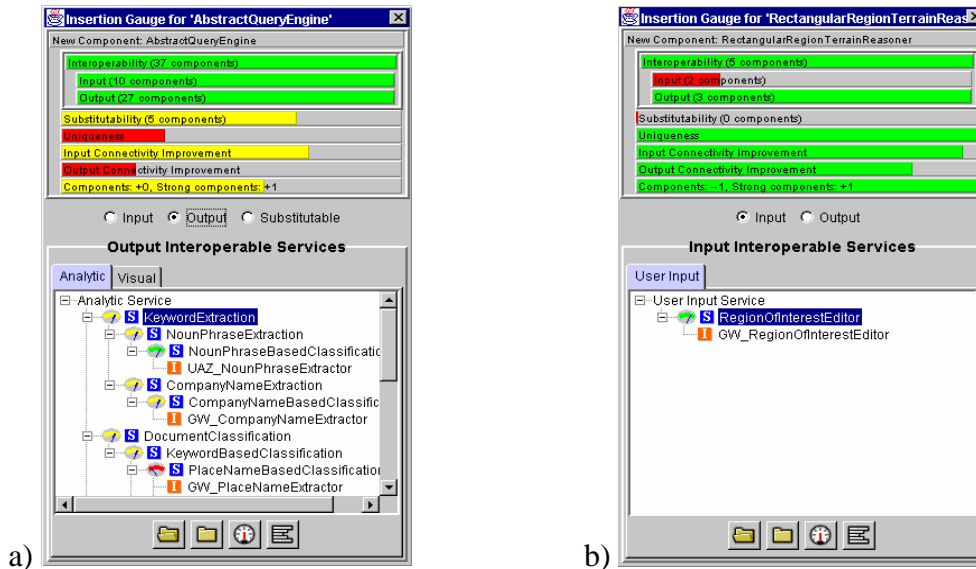 Insertion Gauge for 'AbstractQueryEngine'
New Component: AbstractQueryEngine
Interoperability (37 components)
Input (10 components)
Output (27 components)
Substitutability (5 components)
Uniqueness
Input Connectivity Improvement
Output Connectivity Improvement
Components: +0, Strong components: +1
Input Output Substitutable
Output Interoperable Services
Analytic Visual
Analytic Service
S KeywordExtraction
S NounPhraseExtraction
S NounPhraseBasedClassificatic
I UAZ_NounPhraseExtractor
S CompanyNameExtraction
S CompanyNameBasedClassific
I GW_CompanyNameExtractor
S DocumentClassification
S KeywordBasedClassification
S PlaceNameBasedClassification
I GW_PlaceNameExtractor
a)
Insertion Gauge for 'RectangularRegionTerrainReas
New Component: RectangularRegionTerrainReasoner
Interoperability (5 components)
Input (2 components)
Output (3 components)
Substitutability (0 components)
Uniqueness
Input Connectivity Improvement
Output Connectivity Improvement
Components: --1, Strong components: +1
Input Output
Input Interoperable Services
User Input
User Input Service
S RegionOfInterestEditor
I GW_RegionOfInterestEditor
b)